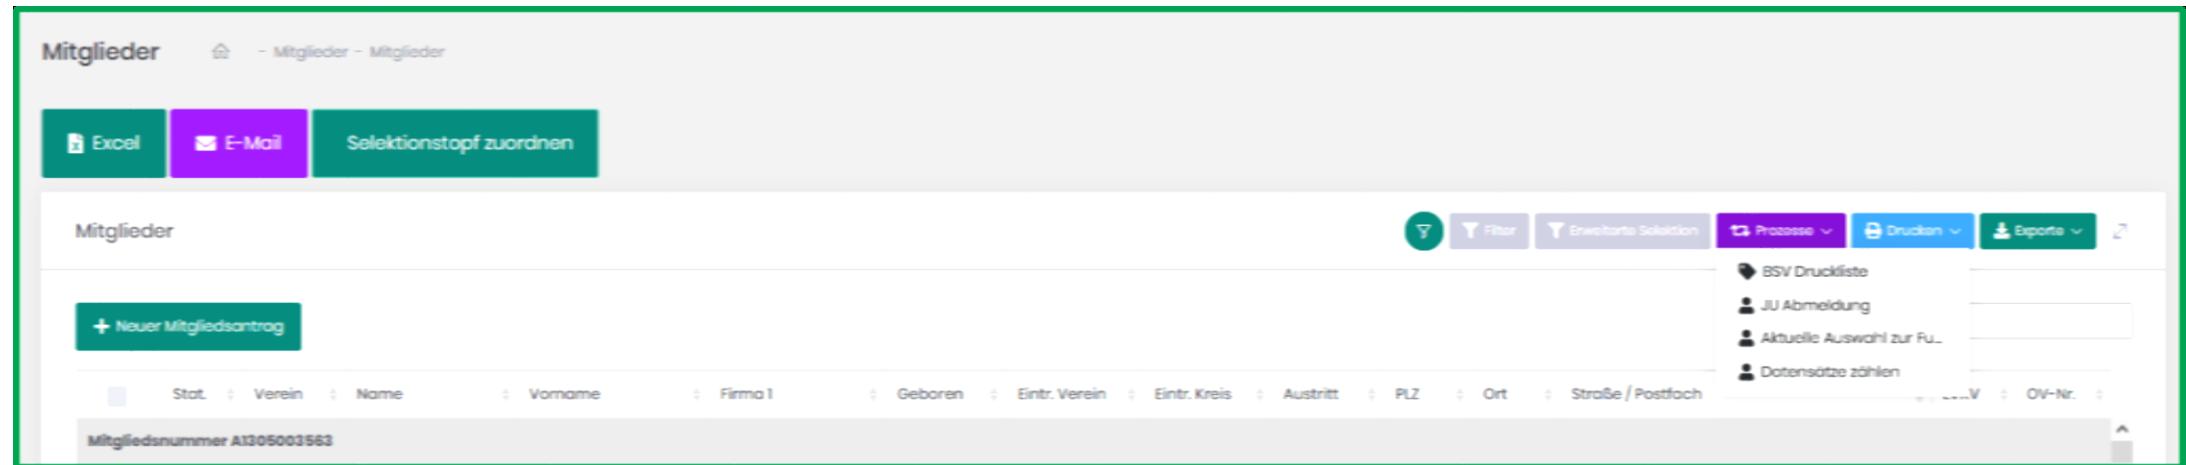 Mitglieder - Mitglieder - Mitglieder
Excel E-Mail Selektionstopf zuordnen
Mitglieder Filter Erweiterte Selektion Prozesse Drucken Exporte
BSV Druckliste
JU Abmeldung
Aktuelle Auswahl zur Fu...
Datensätze zählen
+ Neuer Mitgliedsantrag
Stat. Verein Name Vorname Firma 1 Geboren Eintr. Verein Eintr. Kreis Austritt PLZ Ort Straße / Postfach OV-Nr.
Mitgliedsnummer A1305003563